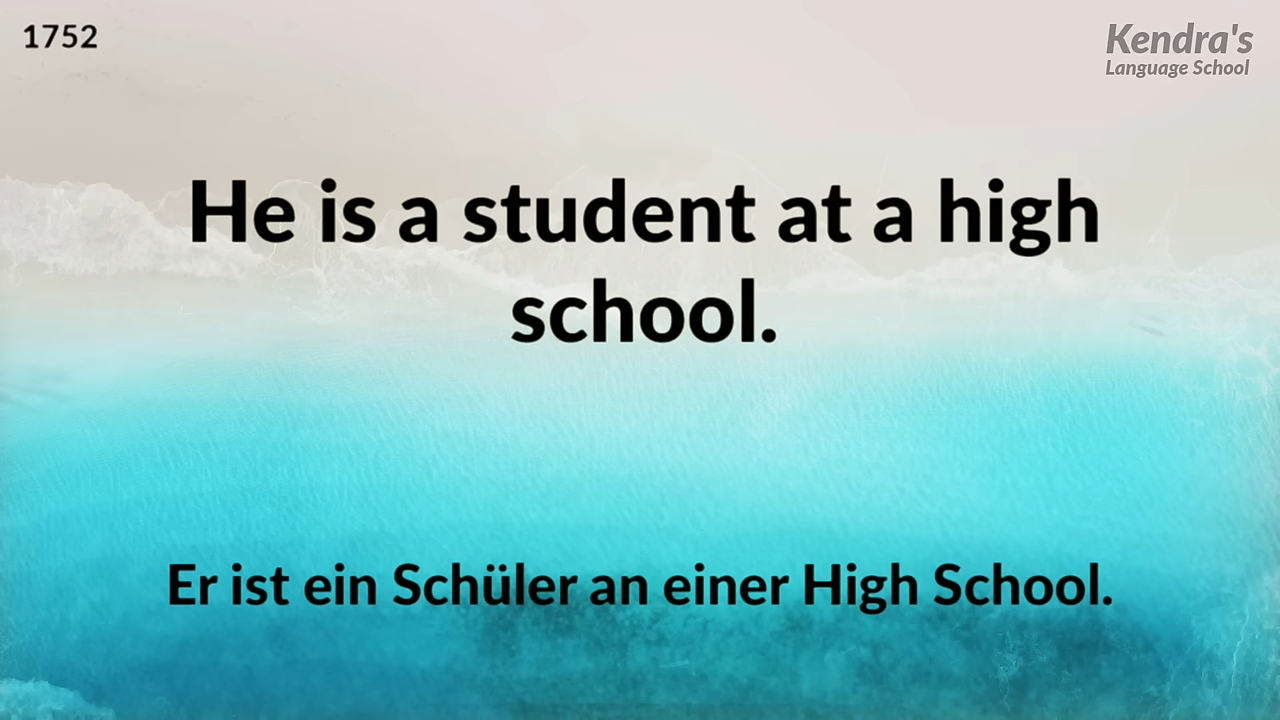 1752
Kendra's
Language School
He is a student at a high
school.
Er ist ein Schüler an einer High School.